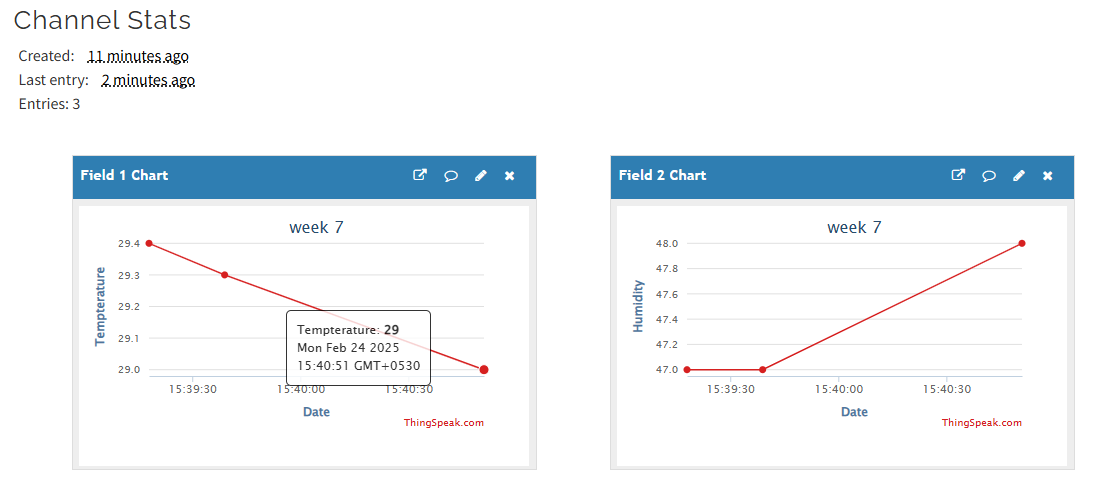 Channel Stats
Created: 11 minutes ago
Last entry: 2 minutes ago
Entries: 3
Field 1 Chart
week 7
Tempterature
29.4
29.3
29.2
29.1
29.0
Tempterature: 29
Mon Feb 24 2025
15:40:51 GMT+0530
15:39:30 15:40:00 15:40:30
Date
ThingSpeak.com
Field 2 Chart
week 7
Humidity
48.0
47.8
47.6
47.4
47.2
47.0
15:39:30 15:40:00 15:40:30
Date
ThingSpeak.com